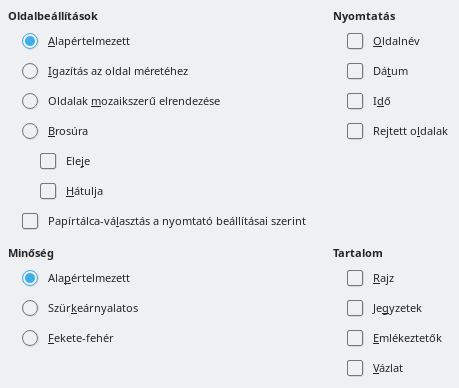 Oldalbeállítások
Alapértelmezett
Igazítás az oldal méretéhez
Oldalak mozaikszerű elrendezése
Brosúra
Eleje
Hátulja
Papírtálca-választás a nyomtató beállításai szerint
Nyomtatás
Oldalnév
Dátum
Idő
Rejtett oldalak
Minőség
Alapértelmezett
Szürkeárnyalatos
Fekete-fehér
Tartalom
Rajz
Jegyzetek
Emlékeztetők
Vázlat